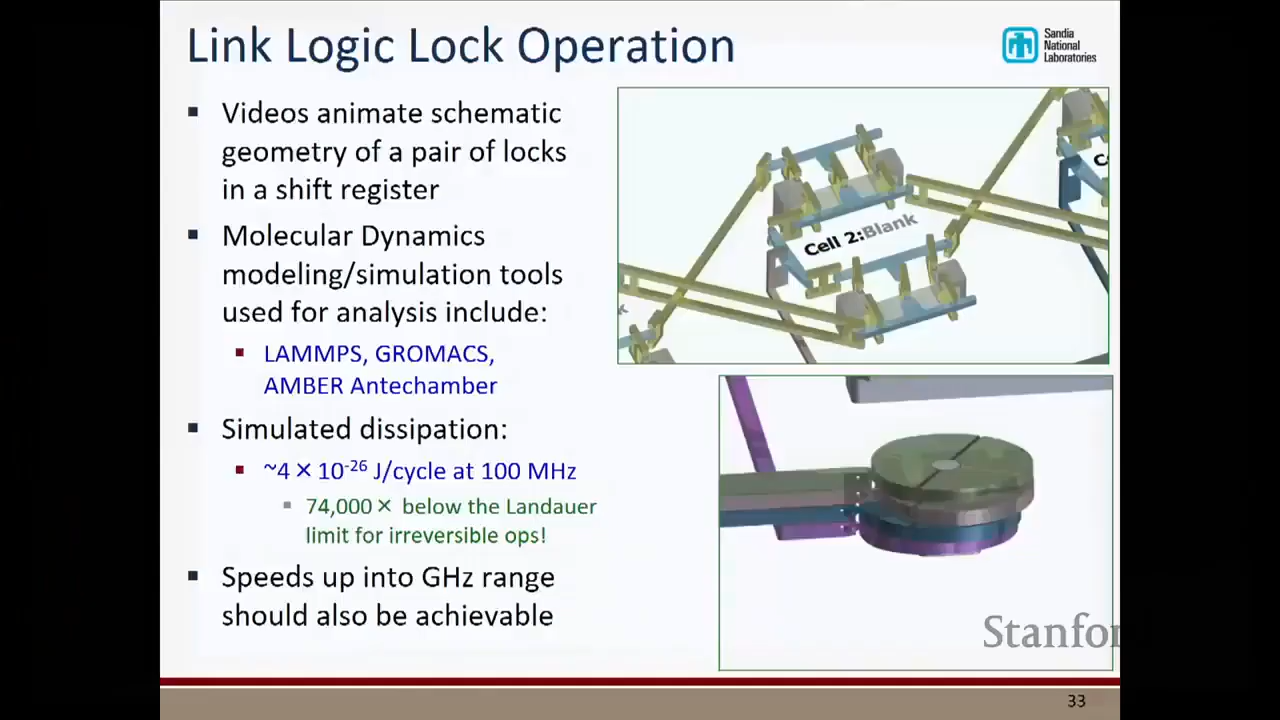 Link Logic Lock Operation
Sandia
National
Laboratories
▪ Videos animate schematic
geometry of a pair of locks
in a shift register
▪ Molecular Dynamics
modeling/simulation tools
used for analysis include:
▪ LAMMPS, GROMACS,
AMBER Antechamber
▪ Simulated dissipation:
▪ ~4 × 10⁻²⁶ J/cycle at 100 MHz
▪ 74,000 × below the Landauer
limit for irreversible ops!
▪ Speeds up into GHz range
should also be achievable
Cell 2:Blank
C
k
Stanfor
33